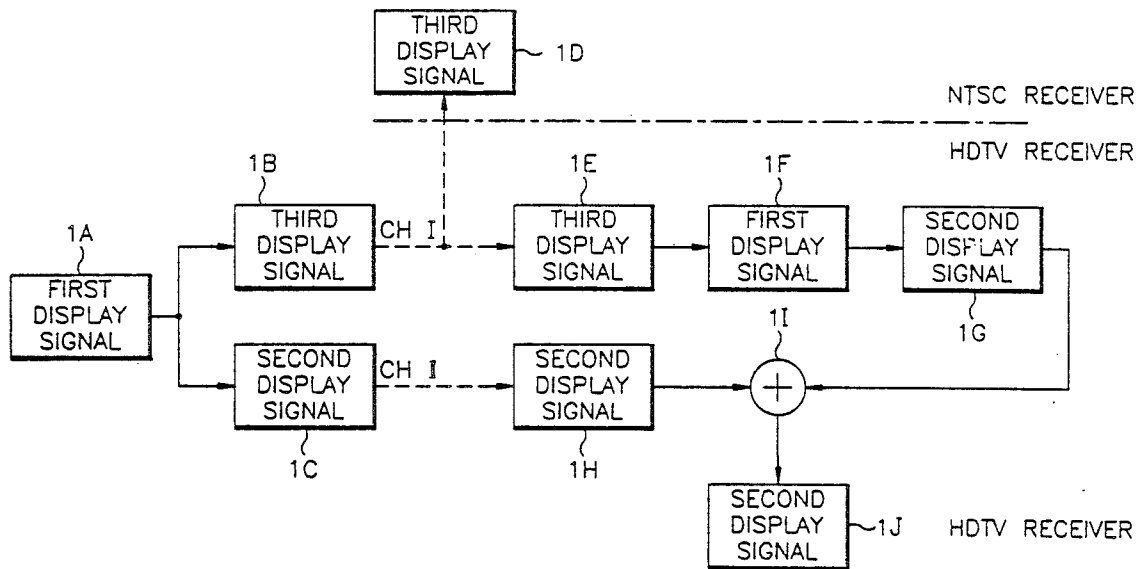 THIRD
DISPLAY
SIGNAL
1D
NTSC RECEIVER
HDTV RECEIVER
1B
1E
1F
THIRD
DISPLAY
SIGNAL
CH I
THIRD
DISPLAY
SIGNAL
FIRST
DISPLAY
SIGNAL
SECOND
DISPLAY
SIGNAL
1G
1A
FIRST
DISPLAY
SIGNAL
SECOND
DISPLAY
SIGNAL
1C
CH II
SECOND
DISPLAY
SIGNAL
1H
1I
+
SECOND
DISPLAY
SIGNAL
1J
HDTV RECEIVER